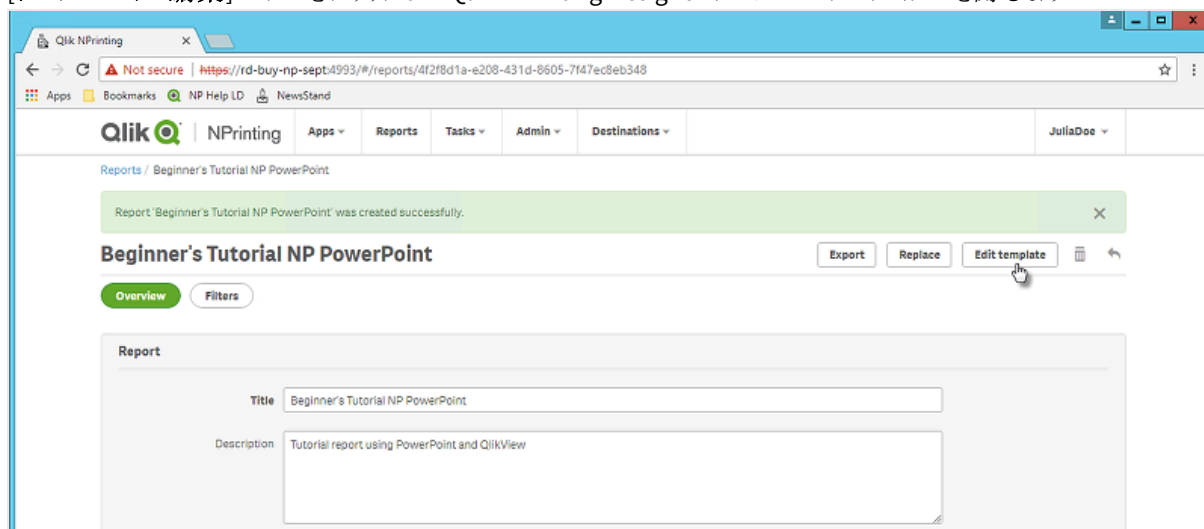 Qlik NPrinting
Not secure | https://rd-buy-np-sept:4993/#/reports/4f2f8d1a-e208-431d-8605-7f47ec8eb348
Apps Bookmarks NP Help LD NewsStand
Qlik NPrinting Apps Reports Tasks Admin Destinations JuliaDoe
Reports / Beginner's Tutorial NP PowerPoint
Report 'Beginner's Tutorial NP PowerPoint' was created successfully.
Beginner's Tutorial NP PowerPoint Export Replace Edit template
Overview Filters
Report
Title Beginner's Tutorial NP PowerPoint
Description Tutorial report using PowerPoint and QlikView